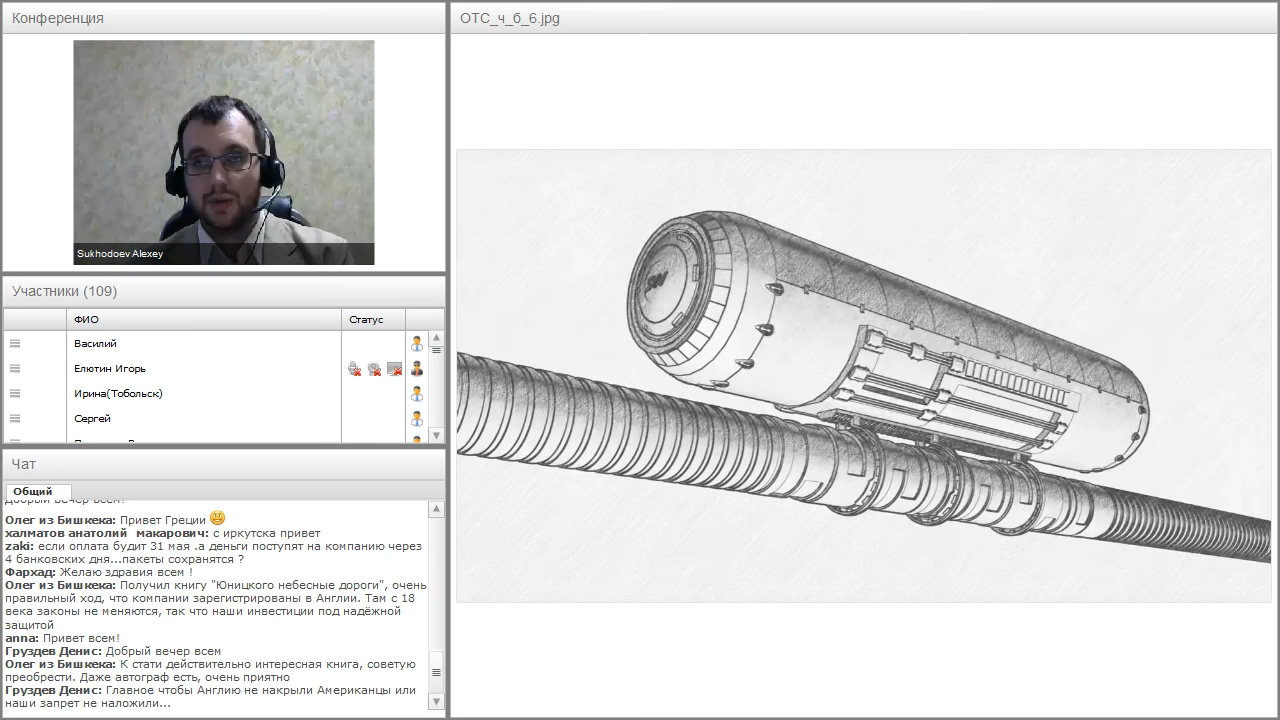 Конференция
Sukhodoev Alexey
Участники (109)
ФИО
Статус
Василий
Елютин Игорь
Ирина(Тобольск)
Сергей
Чат
Общий
Добрый вечер всем!
Олег из Бишкека: Привет Греции
халматов анатолий макарович: с иркутска привет
zaki: если оплата будит 31 мая .а деньги поступят на компанию через
4 банковских дня...пакеты сохранятся ?
Фархад: Желаю здравия всем !
Олег из Бишкека: Получил книгу "Юницкого небесные дороги", очень
правильный ход, что компании зарегистрированы в Англии. Там с 18
века законы не меняются, так что наши инвестиции под надёжной
защитой
anna: Привет всем!
Груздев Денис: Добрый вечер всем
Олег из Бишкека: К стати действительно интересная книга, советую
преобрести. Даже автограф есть, очень приятно
Груздев Денис: Главное чтобы Англию не накрыли Американцы или
наши запрет не наложили...
ОТС_ч_б_6.jpg